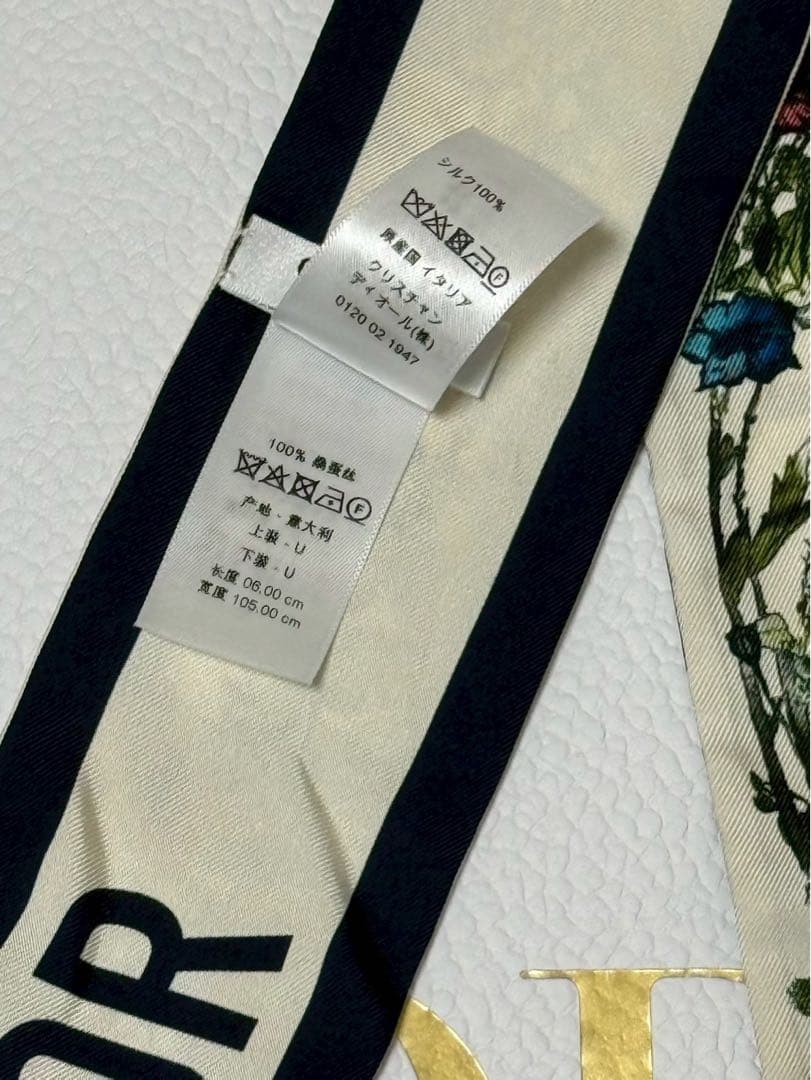 シルク100%
F
原産国 イタリア
クリスチャン
ディオール(株)
0120 02 1947
100% 桑蚕丝
F
产地 - 意大利
上装 - U
下装 - U
长度 06.00 cm
宽度 105.00 cm
OR